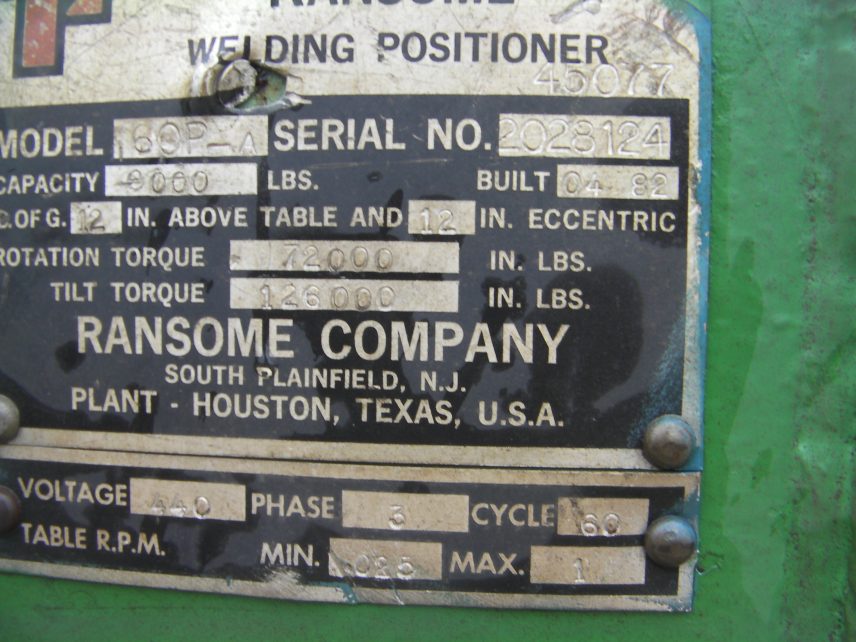 RANSOME
WELDING POSITIONER
45077
MODEL 60P-A SERIAL NO. 2028124
CAPACITY 6000 LBS. BUILT 04 82
C. OF G. 12 IN. ABOVE TABLE AND 12 IN. ECCENTRIC
ROTATION TORQUE 72000 IN. LBS.
TILT TORQUE 126000 IN. LBS.
RANSOME COMPANY
SOUTH PLAINFIELD, N.J.
PLANT - HOUSTON, TEXAS, U.S.A.
VOLTAGE 440 PHASE 3 CYCLE 60
TABLE R.P.M. MIN. .025 MAX. 1